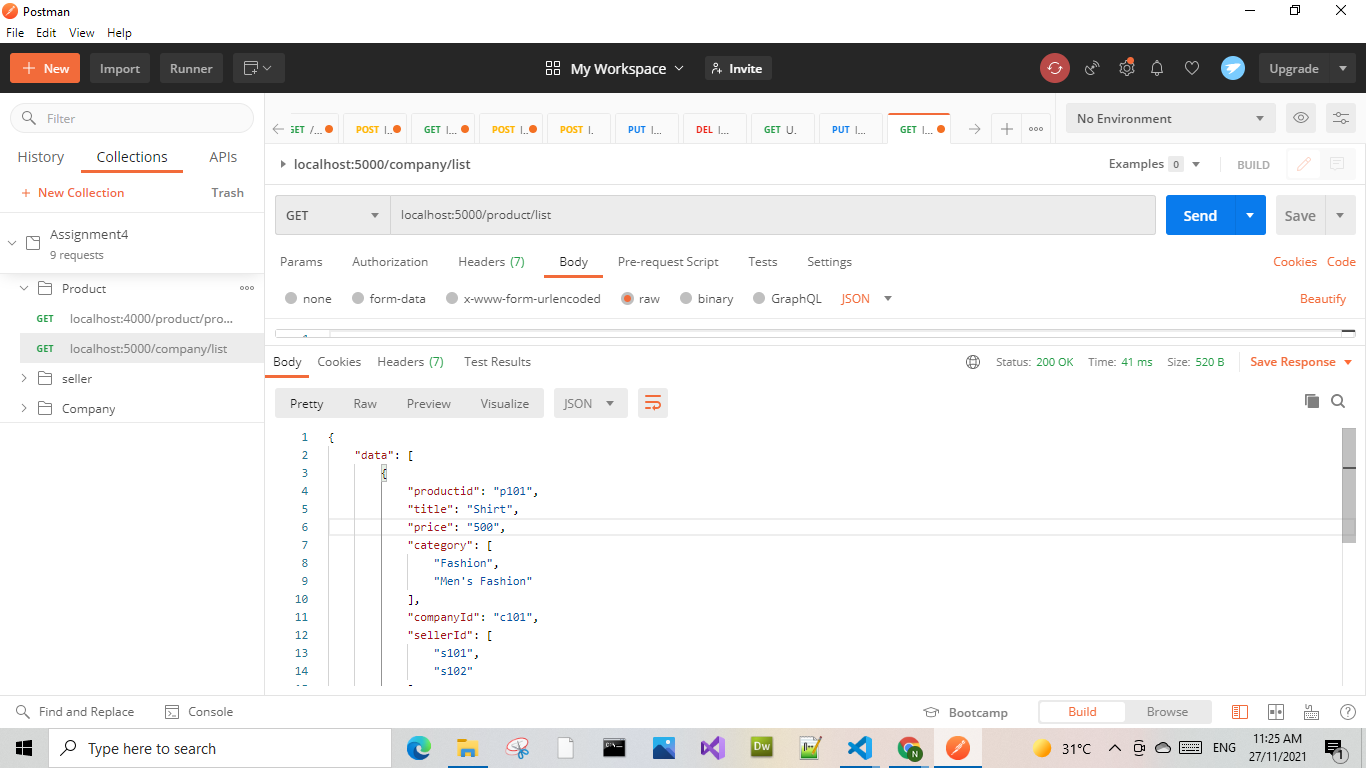 Postman
File Edit View Help
New Import Runner My Workspace Invite Upgrade
Filter
GET /... POST l.. GET l... POST l.. POST l. PUT l... DEL l... GET U. PUT l... GET l... No Environment
History Collections APIs
localhost:5000/company/list Examples 0 BUILD
New Collection Trash
GET localhost:5000/product/list Send Save
Assignment4
9 requests
Params Authorization Headers (7) Body Pre-request Script Tests Settings Cookies Code
Product
none form-data x-www-form-urlencoded raw binary GraphQL JSON Beautify
GET localhost:4000/product/pro...
GET localhost:5000/company/list
Body Cookies Headers (7) Test Results Status: 200 OK Time: 41 ms Size: 520 B Save Response
seller
Company
Pretty Raw Preview Visualize JSON
1 {
2 "data": [
3 {
4 "productid": "p101",
5 "title": "Shirt",
6 "price": "500",
7 "category": [
8 "Fashion",
9 "Men's Fashion"
10 ],
11 "companyId": "c101",
12 "sellerId": [
13 "s101",
14 "s102"
Find and Replace Console Bootcamp Build Browse
Type here to search Dw N 31°C ENG 11:25 AM
27/11/2021 1